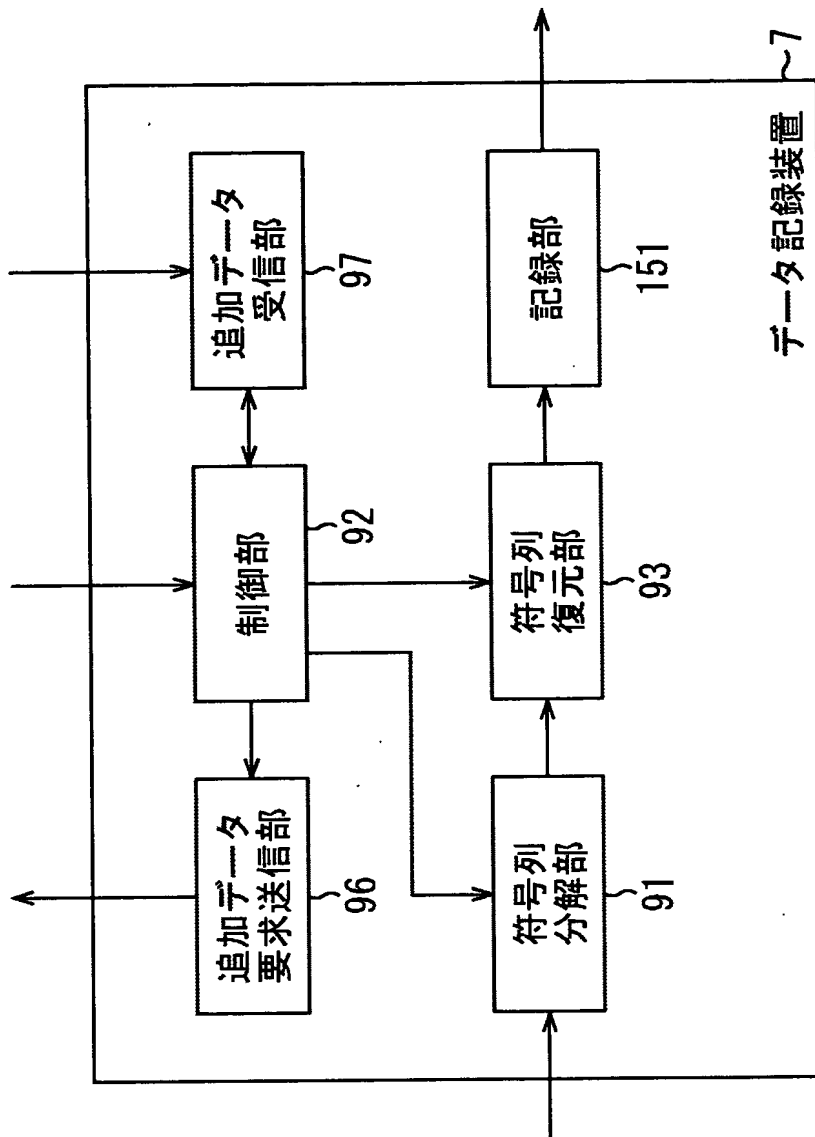 追加データ
要求送信部
96
制御部
92
追加データ
受信部
97
符号列
分解部
91
符号列
復元部
93
記録部
151
データ記録装置
7